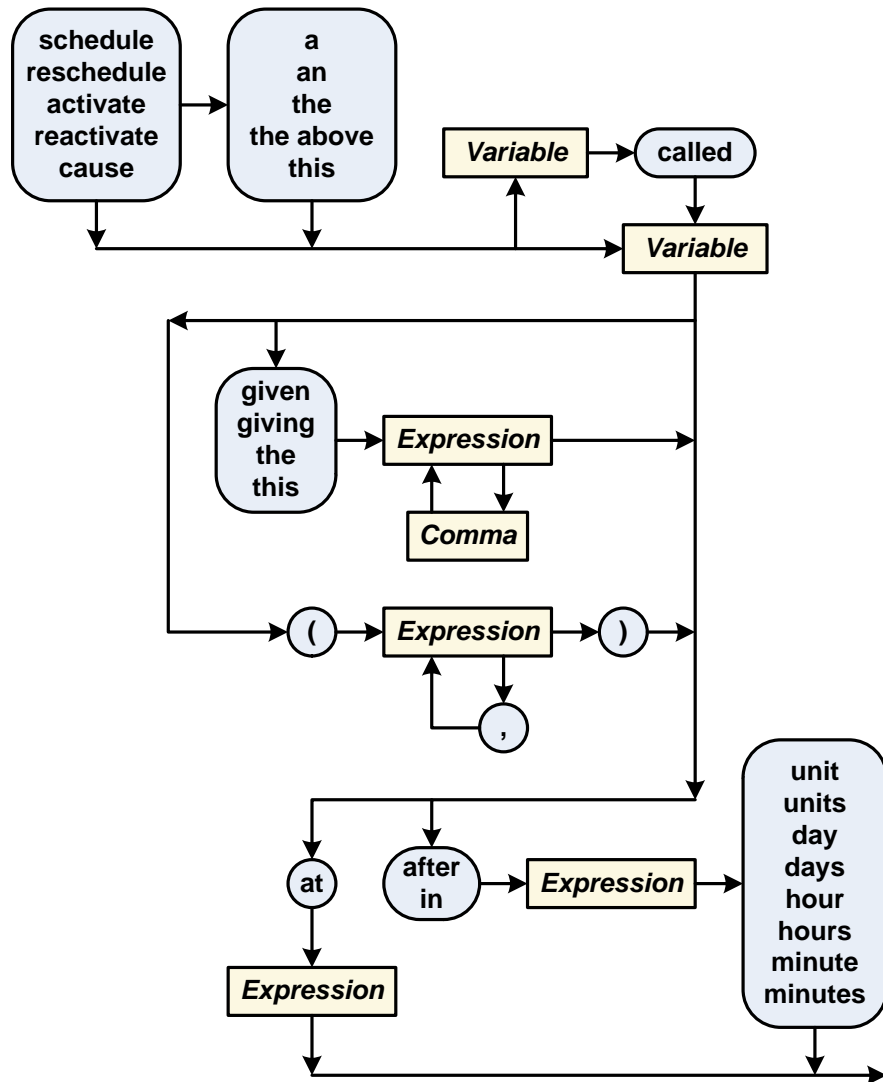 schedule
reschedule
activate
reactivate
cause
a
an
the
the above
this
Variable
called
Variable
given
giving
the
this
Expression
Comma
(
Expression
)
,
at
after
in
Expression
unit
units
day
days
hour
hours
minute
minutes
Expression